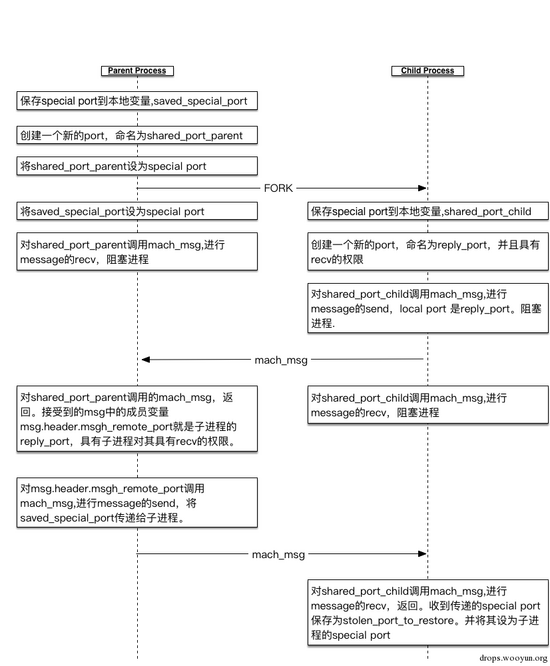 Parent Process
Child Process
保存special port到本地变量,saved_special_port
创建一个新的port，命名为shared_port_parent
将shared_port_parent设为special port
FORK
将saved_special_port设为special port
保存special port到本地变量,shared_port_child
对shared_port_parent调用mach_msg,进行
message的recv，阻塞进程
创建一个新的port，命名为reply_port，并且具有
recv的权限
对shared_port_child调用mach_msg,进行
message的send，local port 是reply_port。阻塞
进程.
mach_msg
对shared_port_parent调用的mach_msg，返
回。接受到的msg中的成员变量
msg.header.msgh_remote_port就是子进程的
reply_port，具有子进程对其具有recv的权限。
对shared_port_child调用mach_msg,进行
message的recv，阻塞进程
对msg.header.msgh_remote_port调用
mach_msg,进行message的send，将
saved_special_port传递给子进程。
mach_msg
对shared_port_child调用mach_msg,进行
message的recv，返回。收到传递的special port
保存为stolen_port_to_restore。并将其设为子进
程的special port
drops.wooyun.org